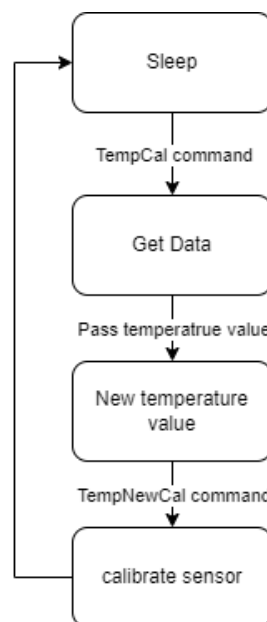 Sleep
TempCal command
Get Data
Pass temperatrue value
New temperature
value
TempNewCal command
calibrate sensor